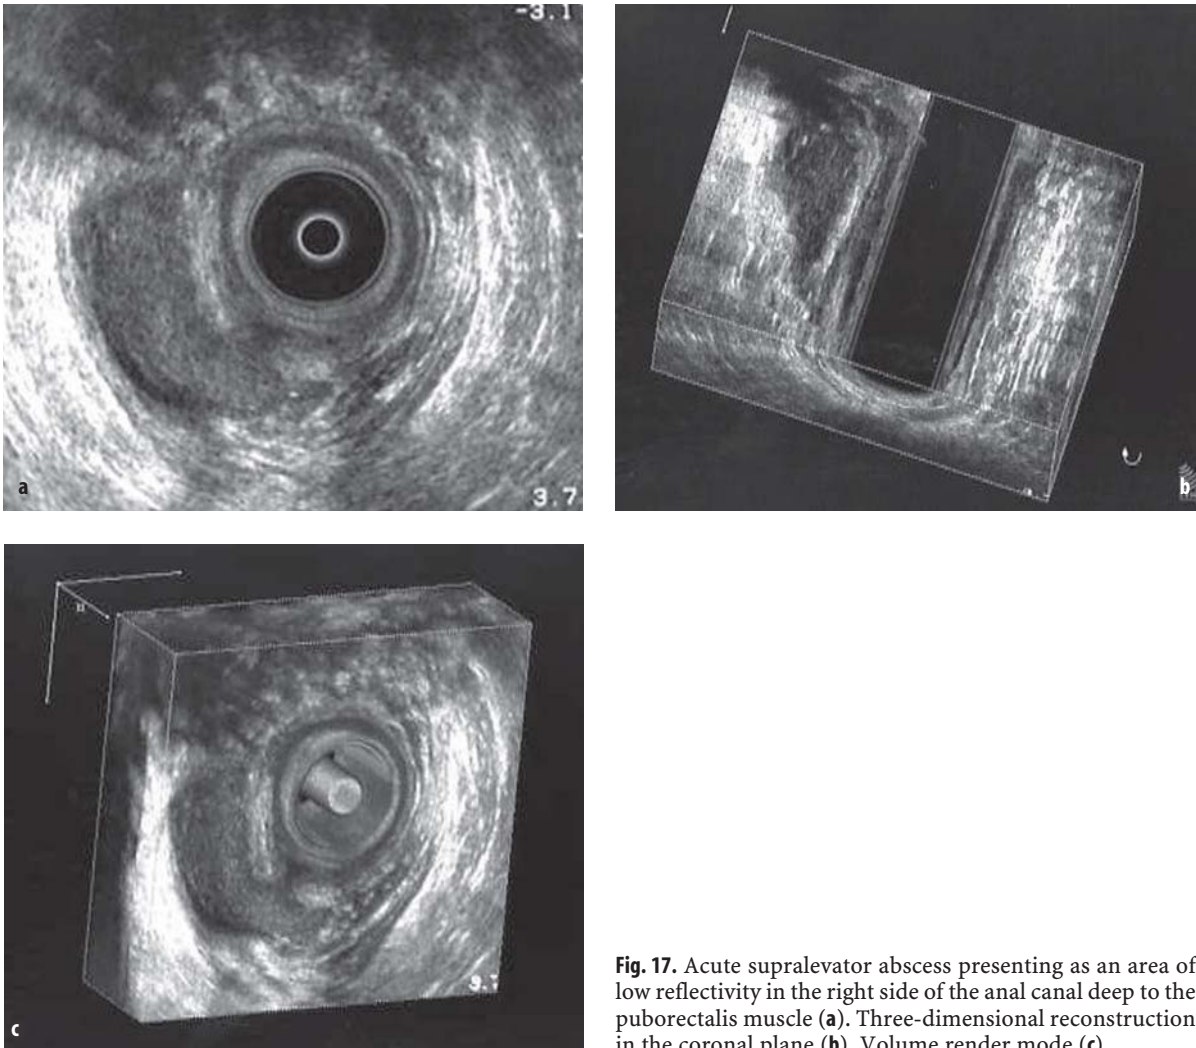 -3.1
a
3.7
b
c
3.7
Fig. 17. Acute supralevator abscess presenting as an area of
low reflectivity in the right side of the anal canal deep to the
puborectalis muscle (a). Three-dimensional reconstruction
in the coronal plane (b). Volume render mode (c)